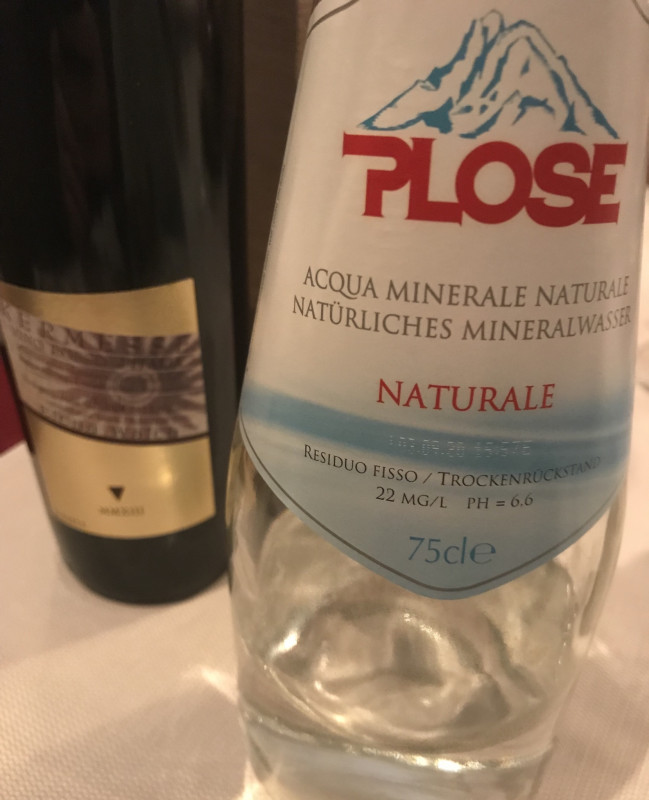 PLOSE
ACQUA MINERALE NATURALE
NATÜRLICHES MINERALWASSER
NATURALE
RESIDUO FISSO / TROCKENRÜCKSTAND
22 MG/L PH = 6.6
75cl℮